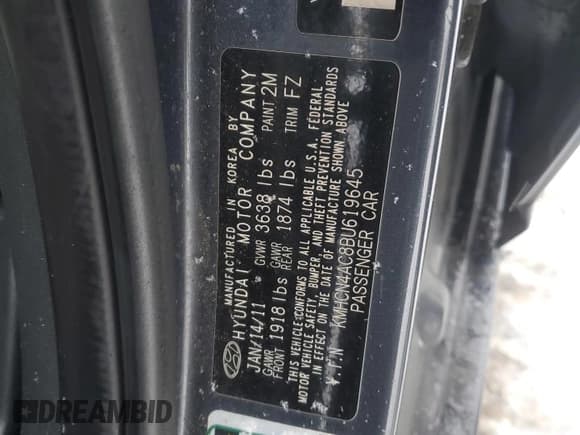 MANUFACTURED IN KOREA BY
HYUNDAI MOTOR COMPANY
JAN/14/11 GVWR 3638 lbs PAINT 2M
GAWR FRONT 1918 lbs GAWR REAR 1874 lbs TRIM FZ
THIS VEHICLE CONFORMS TO ALL APPLICABLE U.S.A. FEDERAL
MOTOR VEHICLE SAFETY, BUMPER, AND THEFT PREVENTION STANDARDS
IN EFFECT ON THE DATE OF MANUFACTURE SHOWN ABOVE
V.I.N KMHCN4AC8BU619645
PASSENGER CAR
DREAMBID